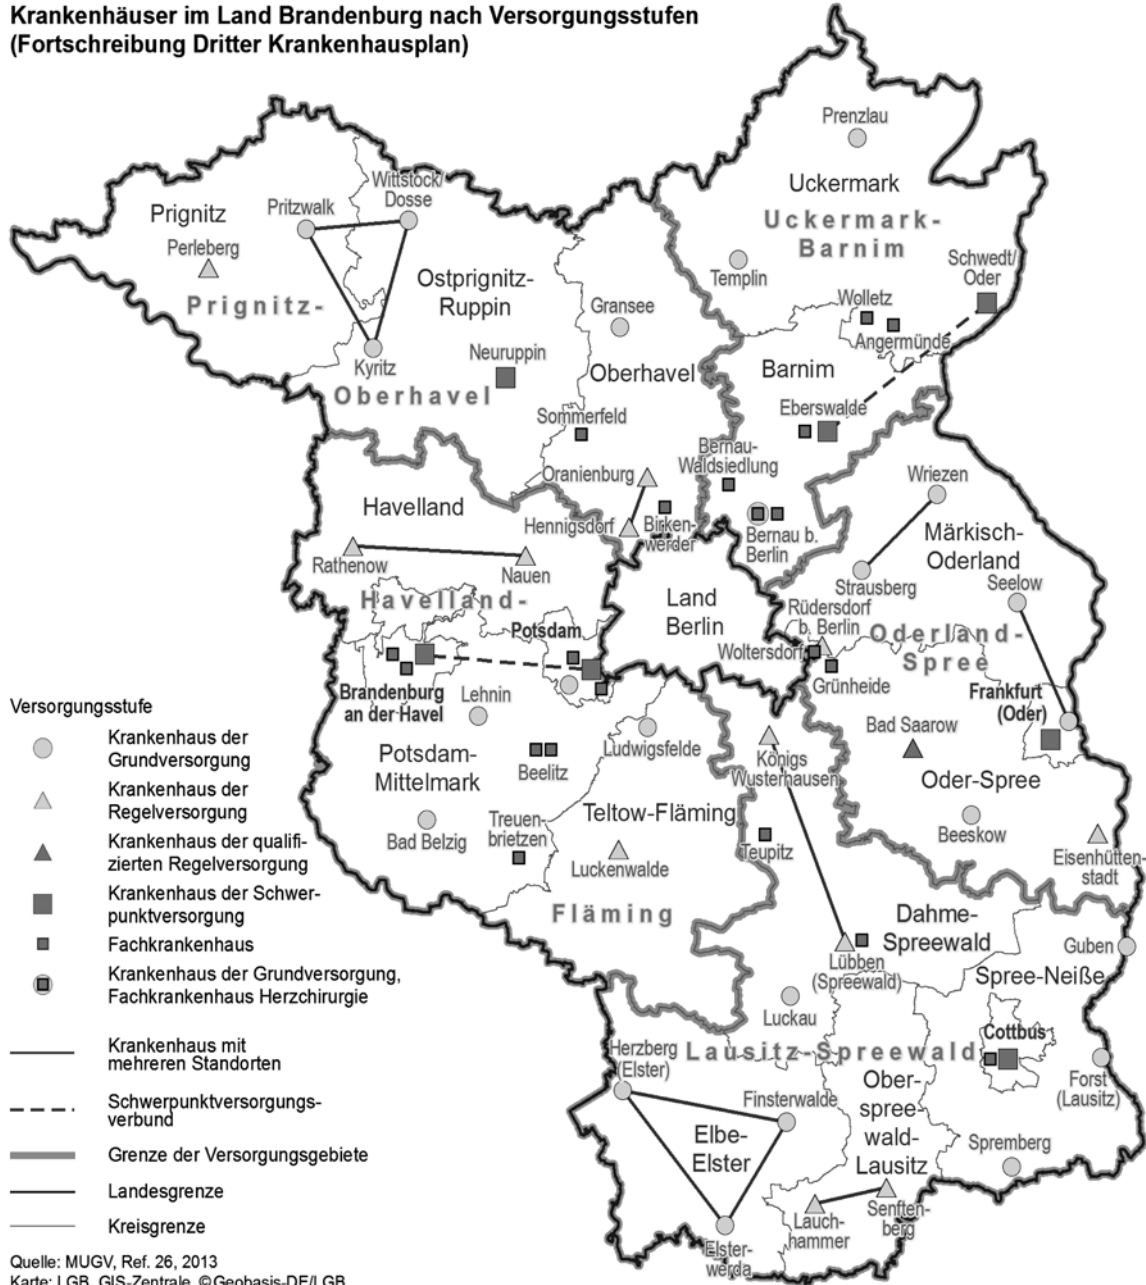 Krankenhäuser im Land Brandenburg nach Versorgungsstufen
(Fortschreibung Dritter Krankenhausplan)
Prenzlau
Uckermark
Uckermark-
Barnim
Wittstock/
Dosse
Pritzwalk
Prignitz
Perleberg
Prignitz-
Templin
Schwedt/
Oder
Ostprignitz-
Ruppin
Gransee
Wolletz
Angermünde
Kyritz
Neuruppin
Oberhavel
Barnim
Oberhavel
Sommerfeld
Eberswalde
Bernau-
Waldsiedlung
Oranienburg
Wriezen
Havelland
Hennigsdorf
Birken-
werder
Bernau b.
Berlin
Märkisch-
Oderland
Rathenow
Nauen
Strausberg
Seelow
Havelland-
Land
Berlin
Rüdersdorf
b. Berlin
Oderland-
Spree
Potsdam
Woltersdorf
Grünheide
Brandenburg
an der Havel
Lehnin
Frankfurt
(Oder)
Bad Saarow
Ludwigsfelde
Königs
Wusterhausen
Potsdam-
Mittelmark
Beelitz
Oder-Spree
Teltow-Fläming
Treuen-
brietzen
Bad Belzig
Beeskow
Teupitz
Luckenwalde
Eisenhütten-
stadt
Fläming
Dahme-
Spreewald
Guben
Lübben
(Spreewald)
Spree-Neiße
Luckau
Cottbus
Herzberg
(Elster)
Lausitz-Spreewald
Forst
(Lausitz)
Ober-
spree-
wald-
Lausitz
Finsterwalde
Elbe-
Elster
Spremberg
Senften-
berg
Lauch-
hammer
Elster-
werda
Versorgungsstufe
Krankenhaus der
Grundversorgung
Krankenhaus der
Regelversorgung
Krankenhaus der qualifi-
zierten Regelversorgung
Krankenhaus der Schwer-
punktversorgung
Fachkrankenhaus
Krankenhaus der Grundversorgung,
Fachkrankenhaus Herzchirurgie
Krankenhaus mit
mehreren Standorten
Schwerpunktversorgungs-
verbund
Grenze der Versorgungsgebiete
Landesgrenze
Kreisgrenze
Quelle: MUGV, Ref. 26, 2013
Karte: LGB, GIS-Zentrale, © Geobasis-DE/LGB